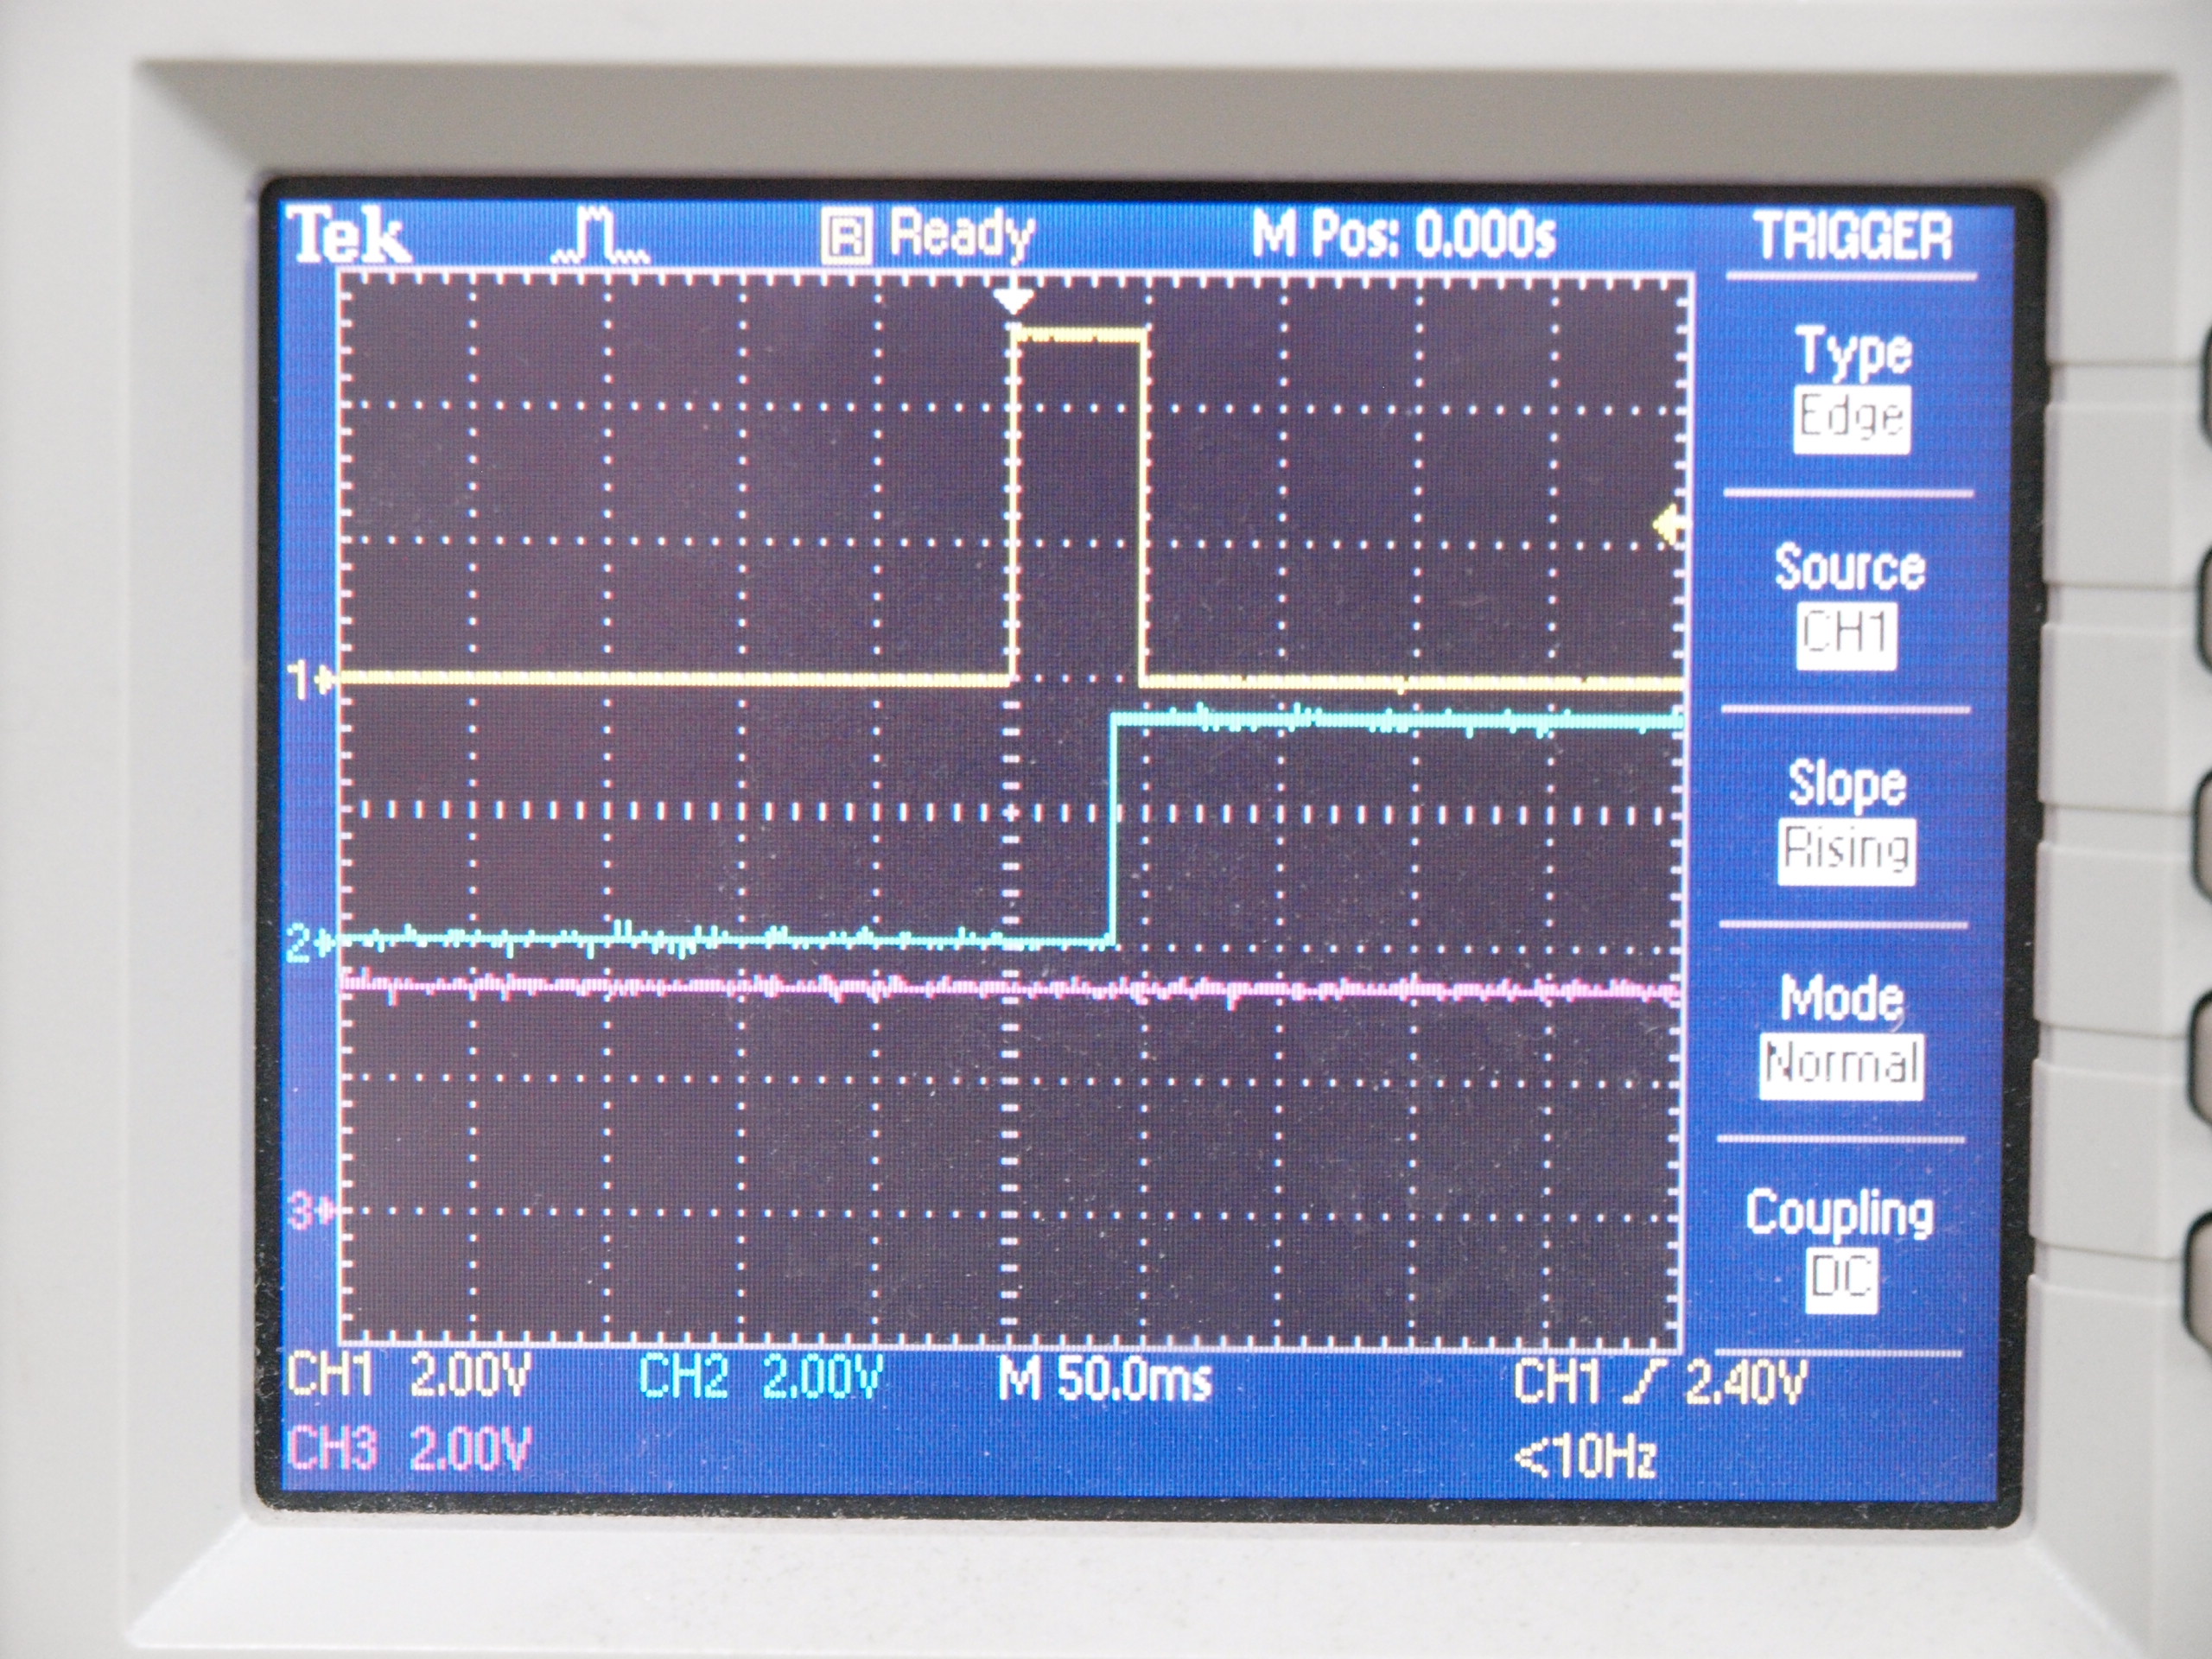 Tek R Ready M Pos: 0.000s TRIGGER
Type
Edge
Source
CH1
Slope
Rising
Mode
Normal
Coupling
DC
1
2
3
CH1 2.00V CH2 2.00V M 50.0ms CH1 2.40V
CH3 2.00V <10Hz